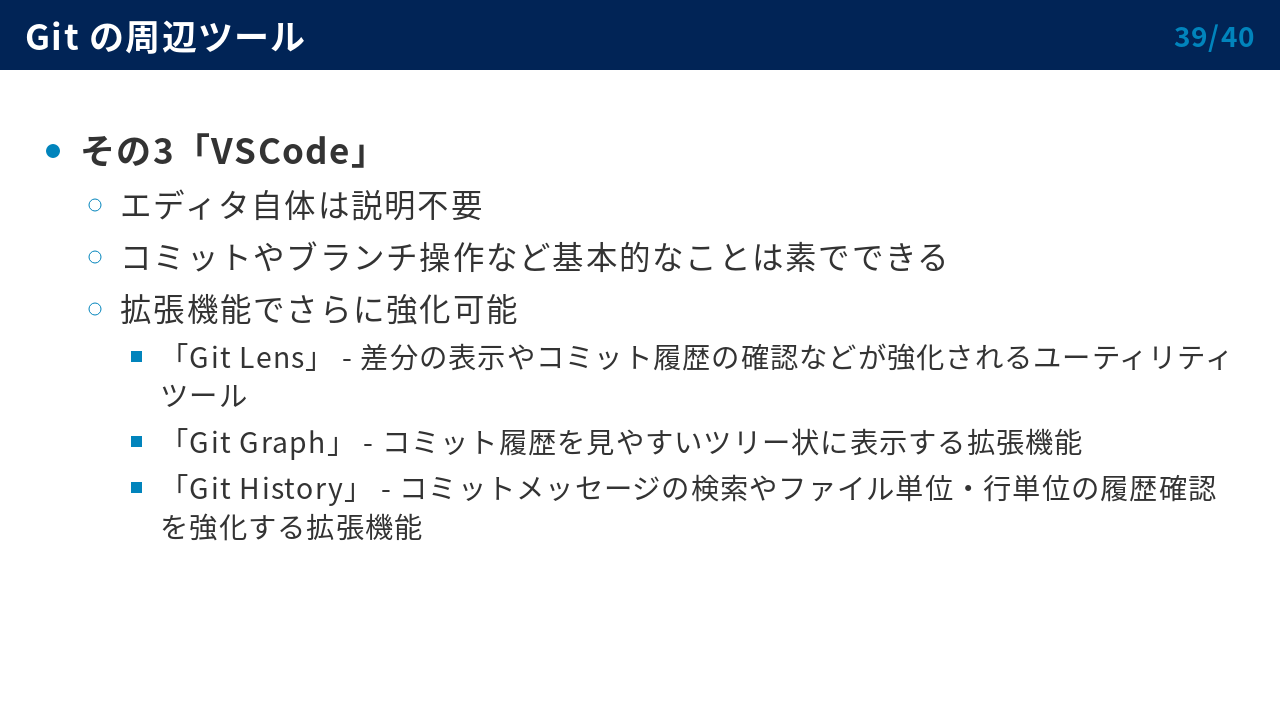 Git の周辺ツール
39/40
その3「VSCode」
エディタ自体は説明不要
コミットやブランチ操作など基本的なことは素でできる
拡張機能でさらに強化可能
「Git Lens」 - 差分の表示やコミット履歴の確認などが強化されるユーティリティ
ツール
「Git Graph」 - コミット履歴を見やすいツリー状に表示する拡張機能
「Git History」 - コミットメッセージの検索やファイル単位・行単位の履歴確認
を強化する拡張機能